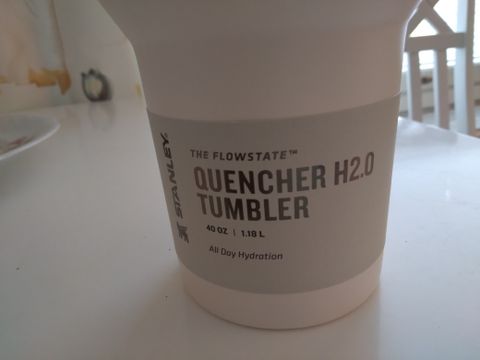 STANLEY®
THE FLOWSTATE™
QUENCHER H2.0
TUMBLER
40 OZ | 1.18 L
All Day Hydration